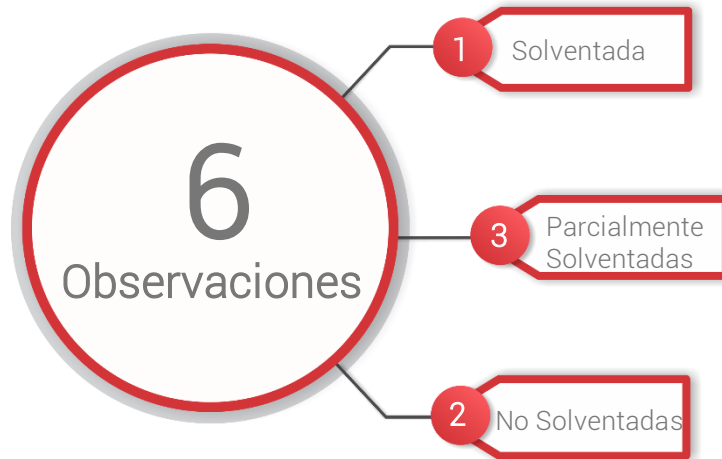 6
Observaciones
1
Solventada
3
Parcialmente
Solventadas
2
No Solventadas